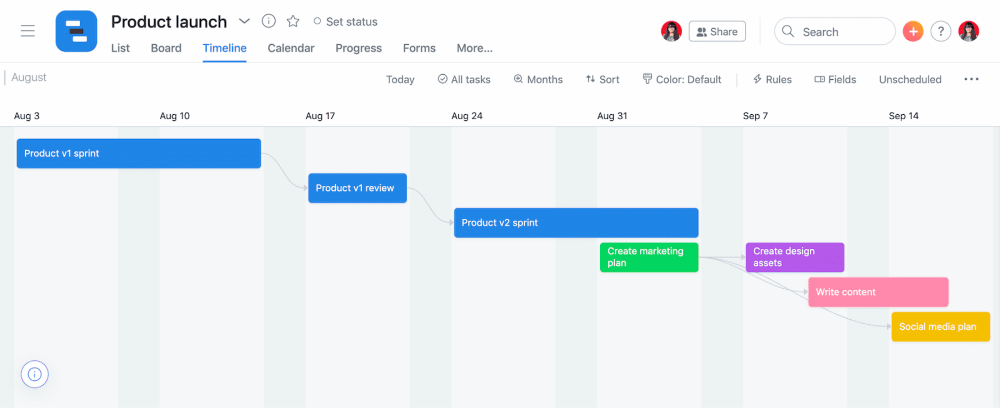 Product launch
Set status
Share
Search
?
List Board Timeline Calendar Progress Forms More...
August
Today All tasks Months Sort Color: Default Rules Fields Unscheduled
Aug 3 Aug 10 Aug 17 Aug 24 Aug 31 Sep 7 Sep 14
Product v1 sprint
Product v1 review
Product v2 sprint
Create marketing
plan
Create design
assets
Write content
Social media plan